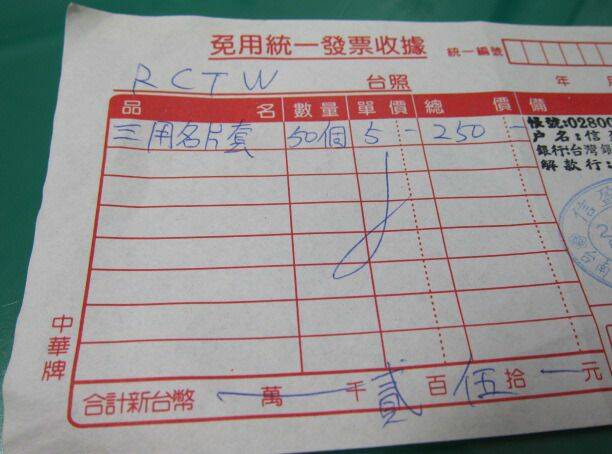 免用統一發票收據 統一編號
RCTW 台照 年
品名 數量 單價 總價 備
三用名片套 50個 5- 250-
帳號:02800
戶名:信
銀行:台灣銀
解款行:
中華牌
合計新台幣 萬 千 貳 百 伍 拾 元